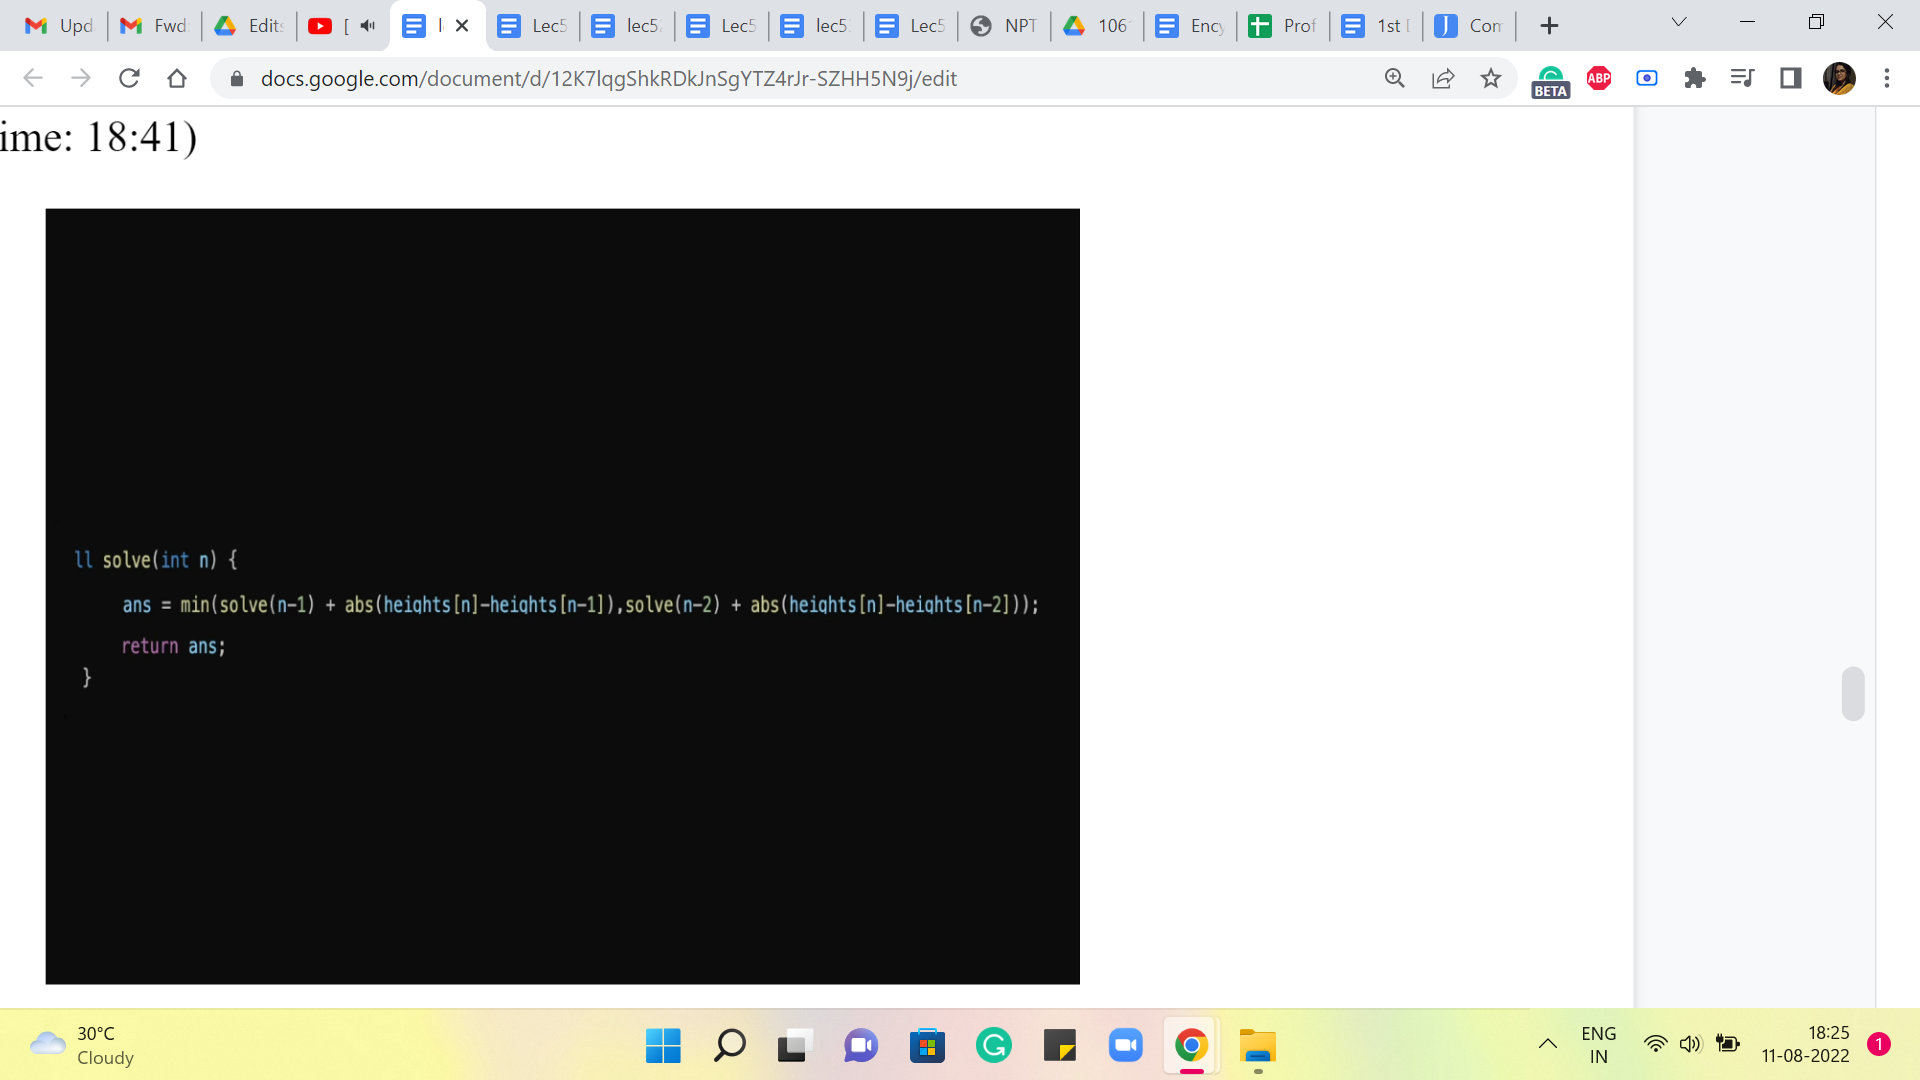 Upd
Fwd
Edits
[
l
Lec5
lec5
Lec5
lec5
Lec5
NPT
106
Ency
Prof
1st
Con
docs.google.com/document/d/12K7lqgShkRDkJnSgYTZ4rJr-SZHH5N9j/edit
BETA
ABP
ime: 18:41)
ll solve(int n) {
ans = min(solve(n-1) + abs(heights[n]-heights[n-1]),solve(n-2) + abs(heights[n]-heights[n-2]));
return ans;
}
30°C
Cloudy
ENG
IN
18:25
11-08-2022
1